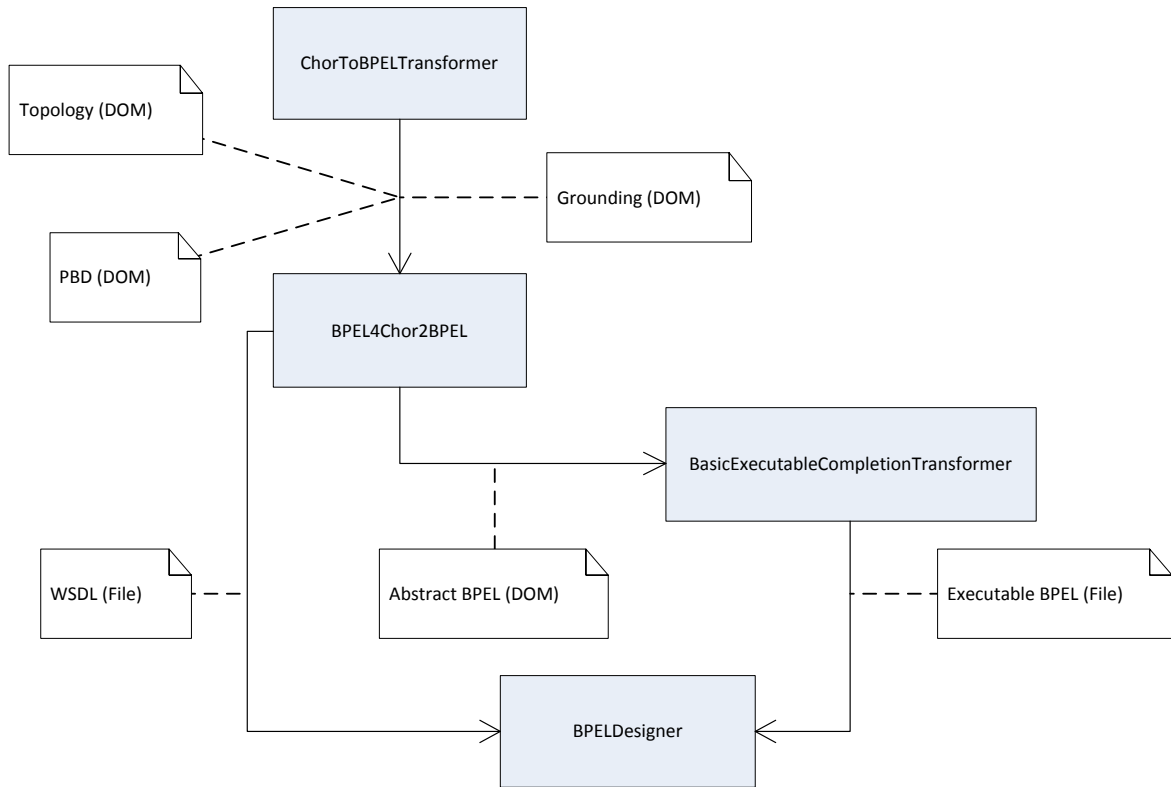 ChorToBPELTransformer
Topology (DOM)
Grounding (DOM)
PBD (DOM)
BPEL4Chor2BPEL
BasicExecutableCompletionTransformer
WSDL (File)
Abstract BPEL (DOM)
Executable BPEL (File)
BPELDesigner